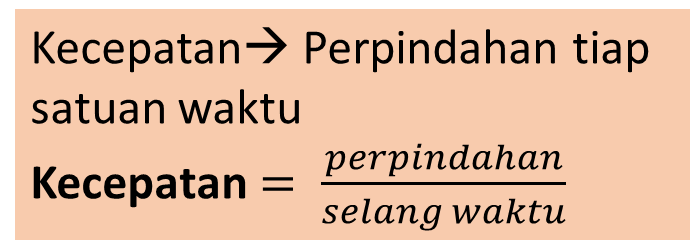 Kecepatan→ Perpindahan tiap
satuan waktu
Kecepatan = perpindahan
selang waktu